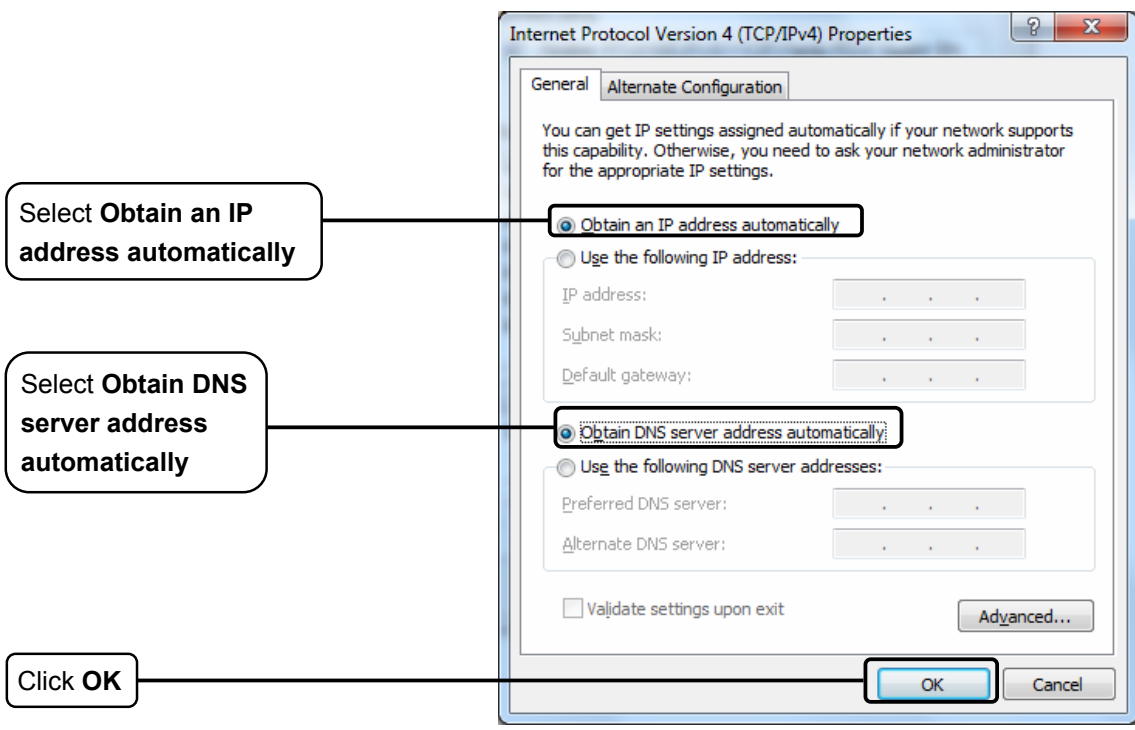 Internet Protocol Version 4 (TCP/IPv4) Properties
General
Alternate Configuration
You can get IP settings assigned automatically if your network supports
this capability. Otherwise, you need to ask your network administrator
for the appropriate IP settings.
Select Obtain an IP
address automatically
Obtain an IP address automatically
Use the following IP address:
IP address:
Subnet mask:
Default gateway:
Select Obtain DNS
server address
automatically
Obtain DNS server address automatically
Use the following DNS server addresses:
Preferred DNS server:
Alternate DNS server:
Validate settings upon exit
Advanced...
Click OK
OK
Cancel